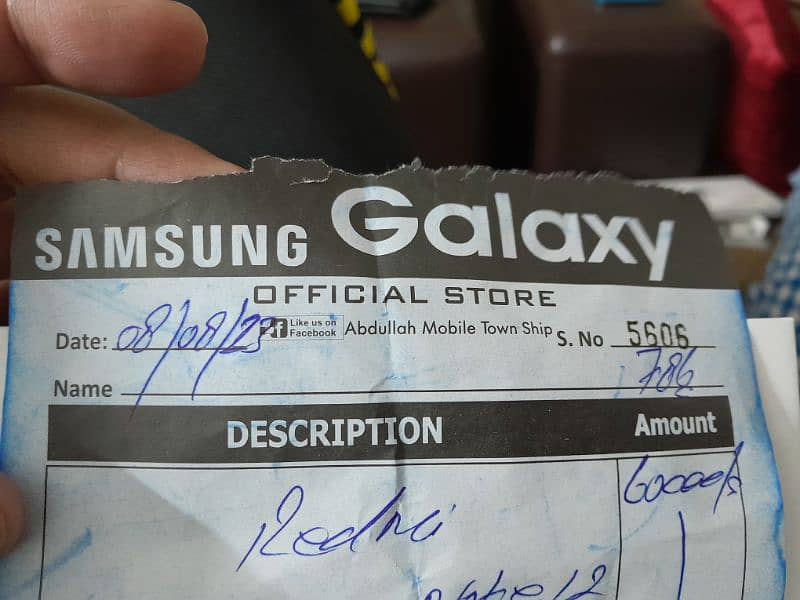 SAMSUNG Galaxy
OFFICIAL STORE
Date: 08/08/23 Like us on Facebook Abdullah Mobile Town Ship S. No 5606
Name 786
DESCRIPTION Amount
Redmi 60000/